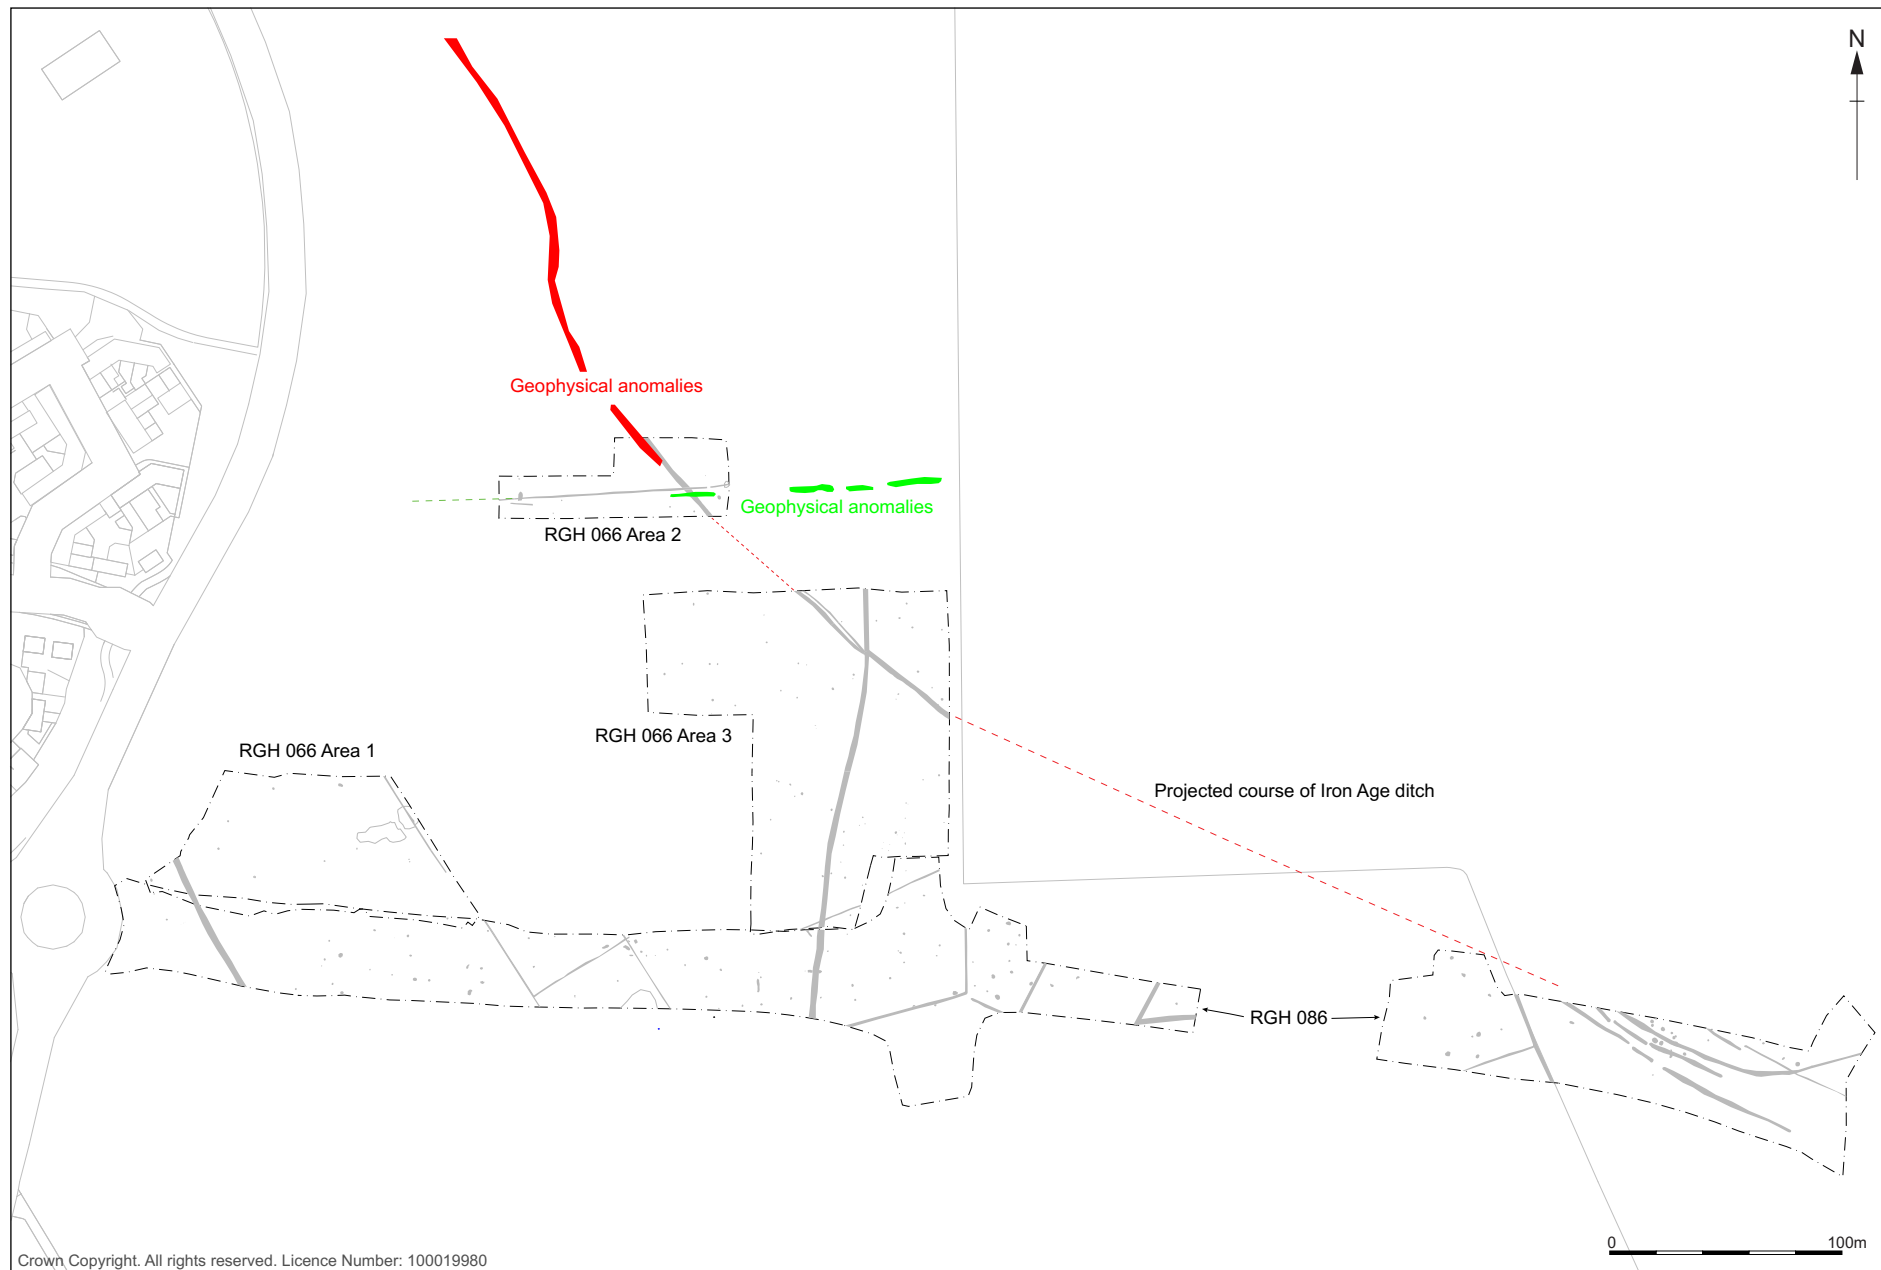 N
Geophysical anomalies
Geophysical anomalies
RGH 066 Area 2
RGH 066 Area 3
RGH 066 Area 1
Projected course of Iron Age ditch
RGH 086
0 100m
Crown Copyright. All rights reserved. Licence Number: 100019980